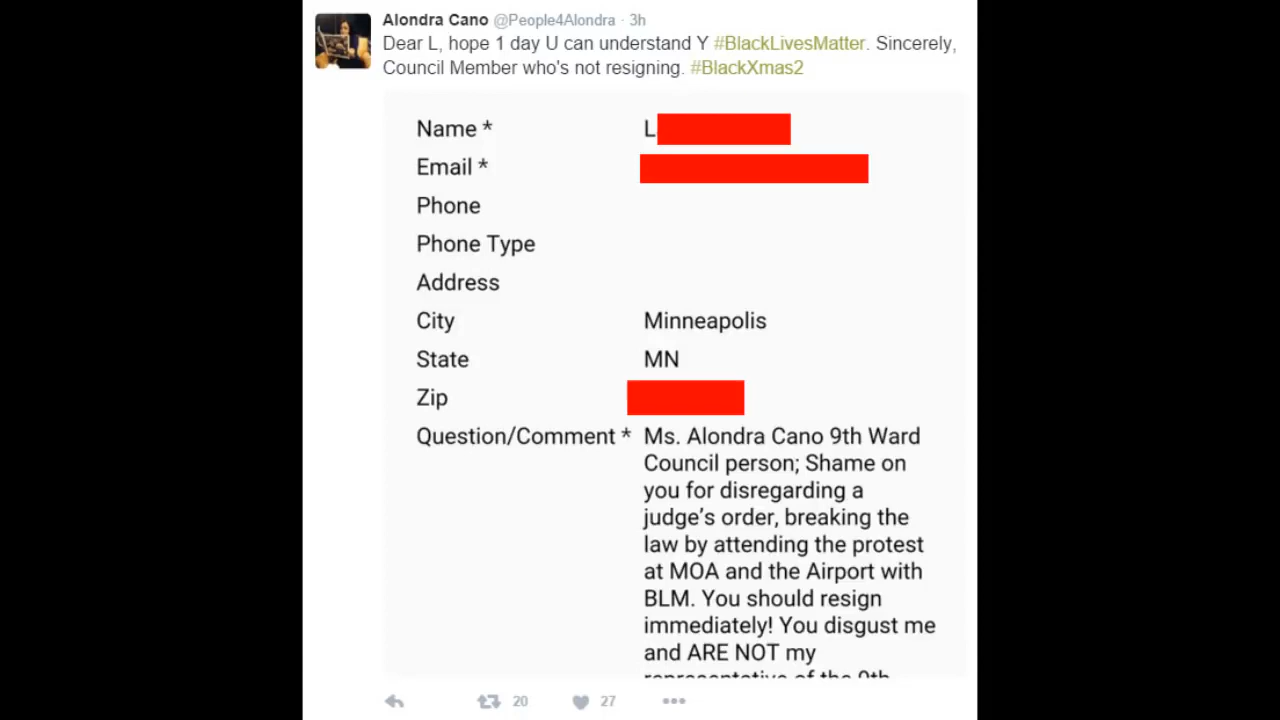 Alondra Cano @People4Alondra · 3h
Dear L, hope 1 day U can understand Y #BlackLivesMatter. Sincerely,
Council Member who's not resigning. #BlackXmas2
Name * L
Email *
Phone
Phone Type
Address
City Minneapolis
State MN
Zip
Question/Comment * Ms. Alondra Cano 9th Ward
Council person; Shame on
you for disregarding a
judge's order, breaking the
law by attending the protest
at MOA and the Airport with
BLM. You should resign
immediately! You disgust me
and ARE NOT my
representative of the 9th
20 27